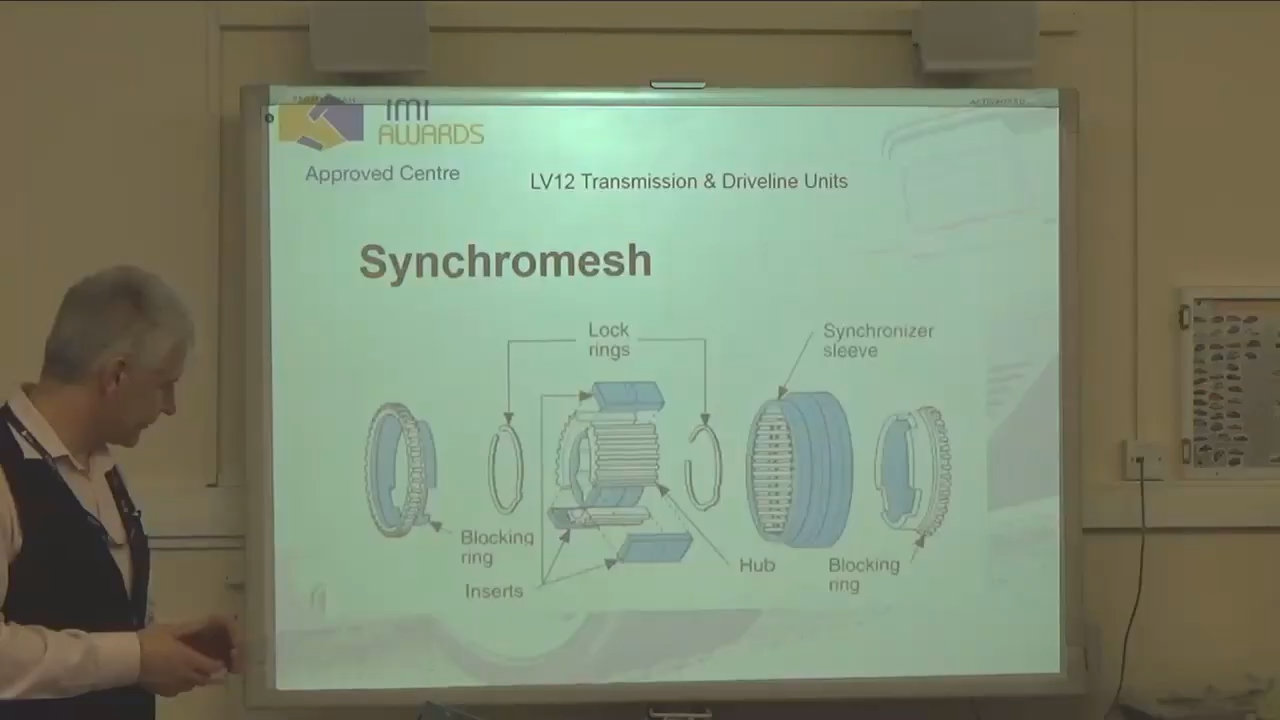 IMI
AWARDS
Approved Centre
LV12 Transmission & Driveline Units
Synchromesh
Lock
rings
Synchronizer
sleeve
Blocking
ring
Inserts
Hub
Blocking
ring